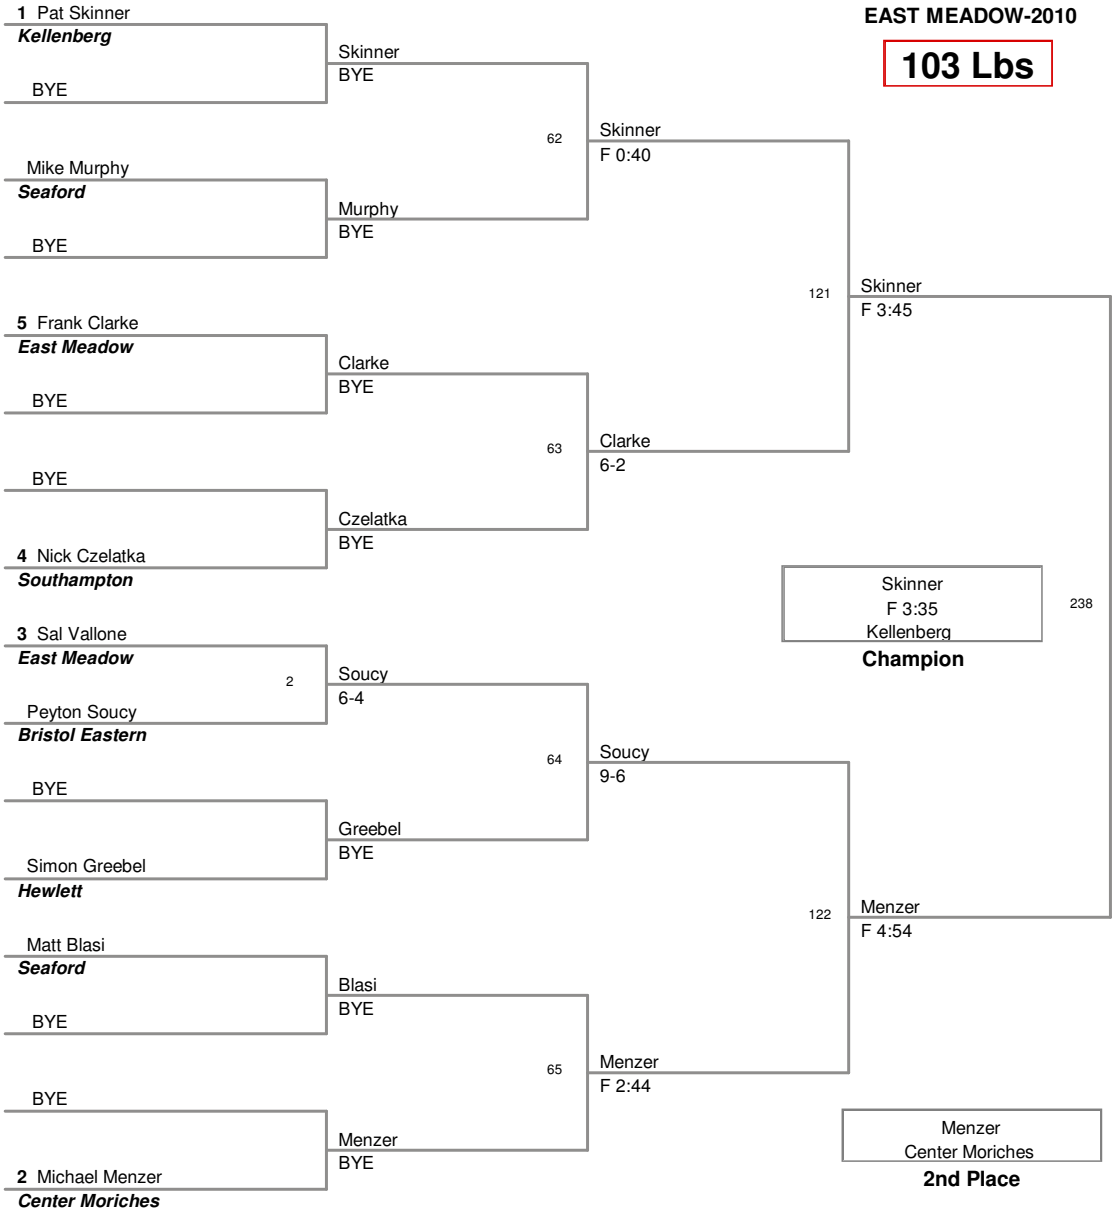 EAST MEADOW-2010
103 Lbs
1 Pat Skinner
Kellenberg
BYE
Mike Murphy
Seaford
BYE
5 Frank Clarke
East Meadow
BYE
BYE
4 Nick Czelatka
Southampton
3 Sal Vallone
East Meadow
2
Peyton Soucy
Bristol Eastern
BYE
Simon Greebel
Hewlett
Matt Blasi
Seaford
BYE
BYE
2 Michael Menzer
Center Moriches
Skinner
BYE
62
Murphy
BYE
Clarke
BYE
63
Czelatka
BYE
Soucy
6-4
64
Greebel
BYE
Blasi
BYE
65
Menzer
BYE
Skinner
F 0:40
121
Clarke
6-2
Soucy
9-6
122
Menzer
F 2:44
Skinner
F 3:45
238
Menzer
F 4:54
Skinner
F 3:35
Kellenberg
Champion
Menzer
Center Moriches
2nd Place